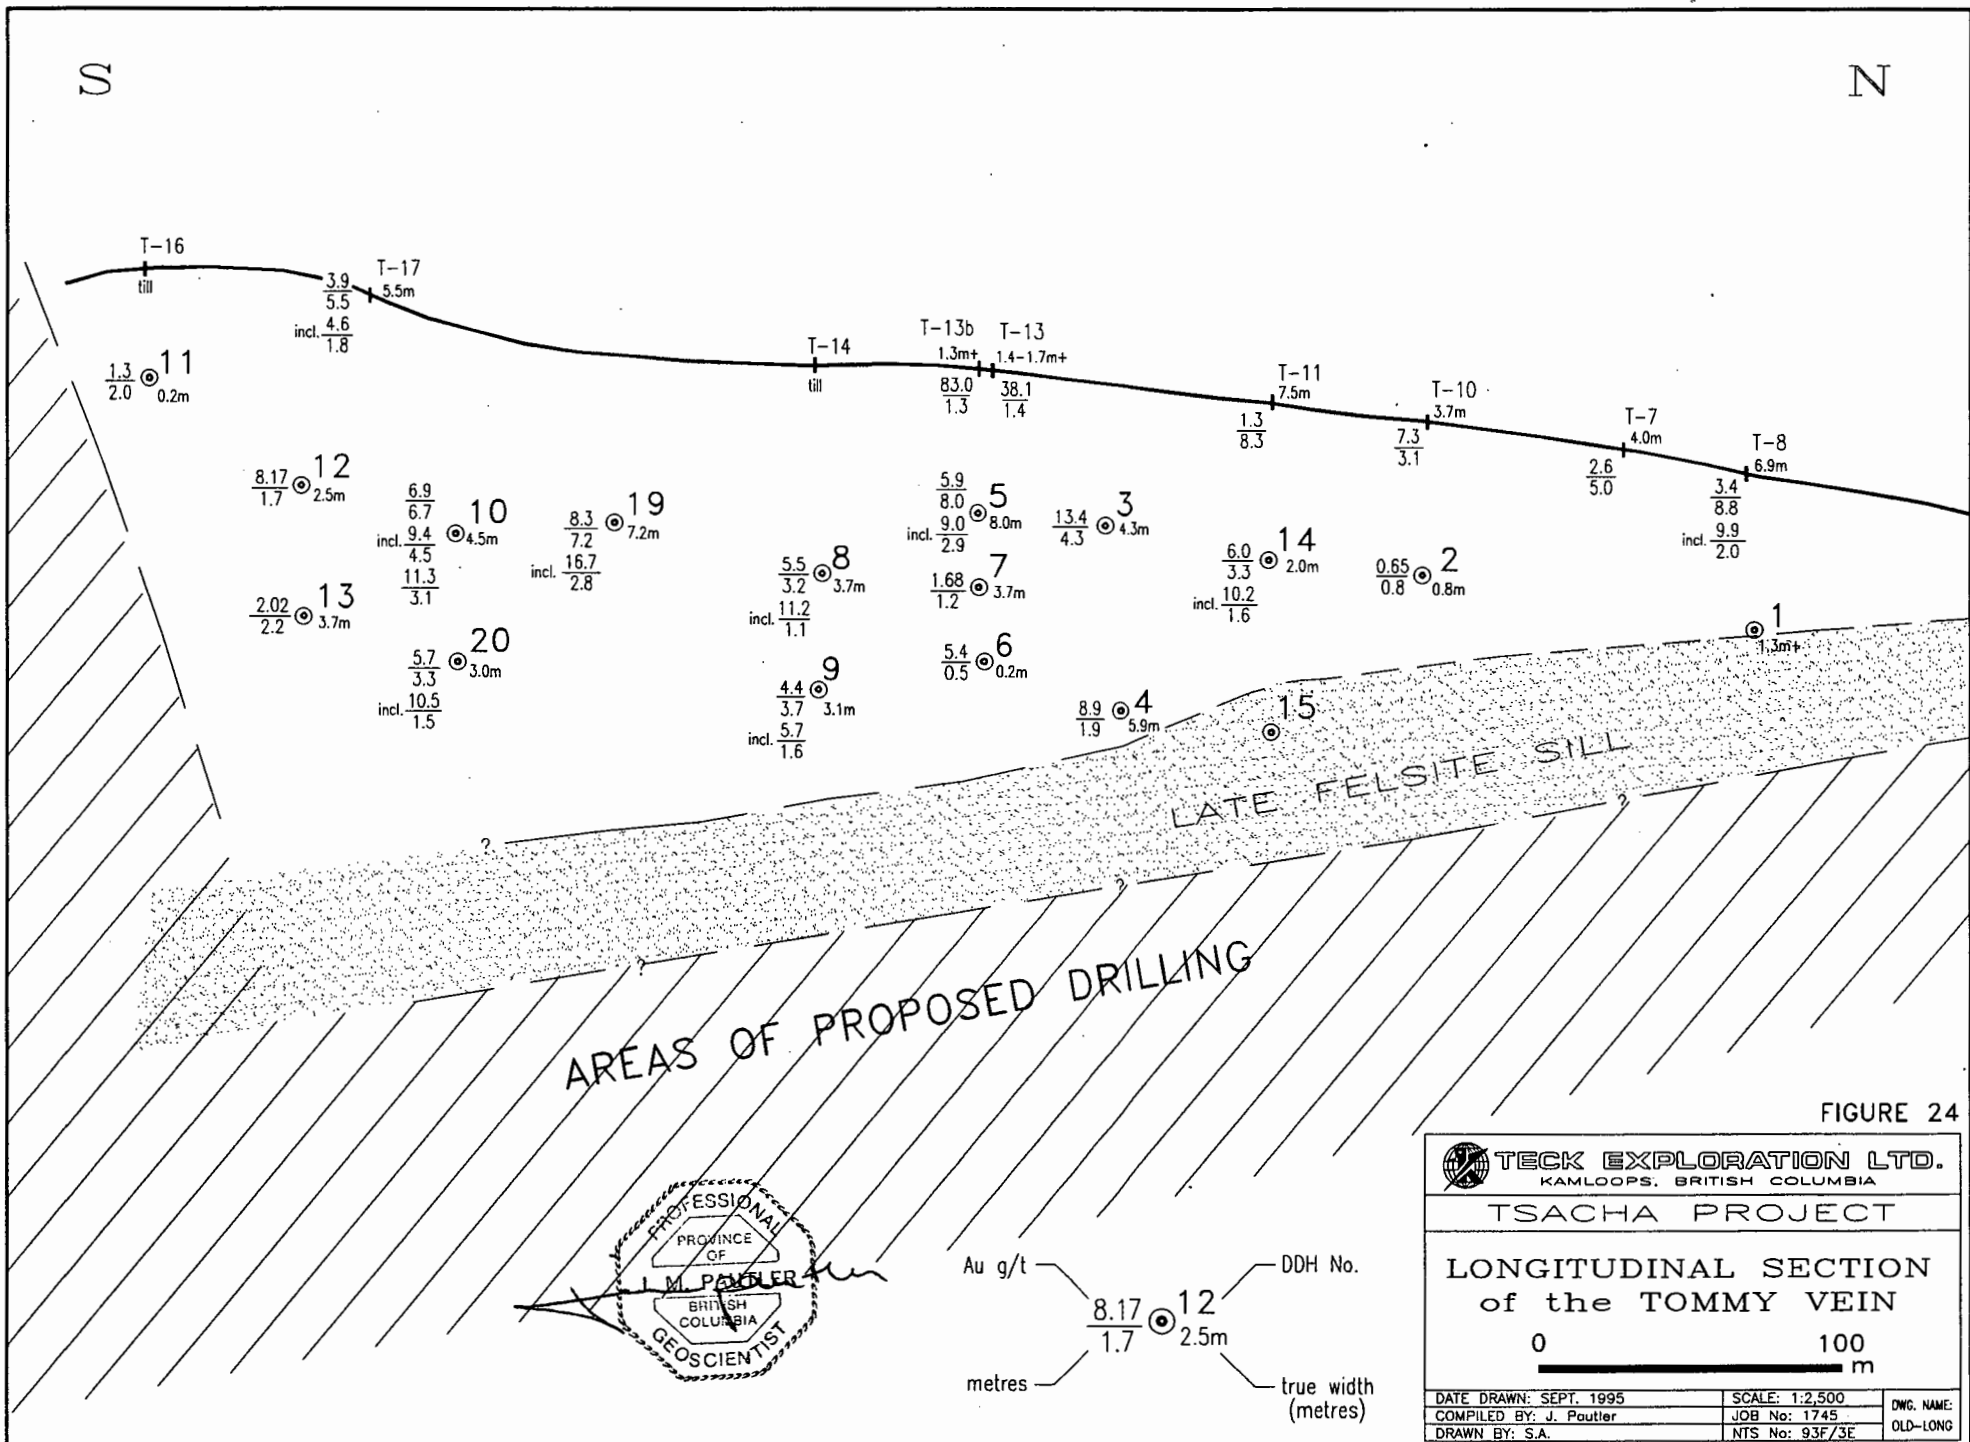 S
N
T-16
till
T-17
5.5m
3.9
5.5
incl. 4.6
1.8
T-14
till
T-13b
1.3m+
83.0
1.3
T-13
1.4-1.7m+
38.1
1.4
T-11
7.5m
1.3
8.3
T-10
3.7m
7.3
3.1
T-7
4.0m
2.6
5.0
T-8
6.9m
3.4
8.8
incl. 9.9
2.0
1.3
2.0
11
0.2m
8.17
1.7
12
2.5m
6.9
6.7
incl. 9.4
4.5
11.3
3.1
10
4.5m
8.3
7.2
19
7.2m
incl. 16.7
2.8
5.5
3.2
8
3.7m
incl. 11.2
1.1
5.9
8.0
5
8.0m
incl. 9.0
2.9
13.4
4.3
3
4.3m
1.68
1.2
7
3.7m
6.0
3.3
14
2.0m
incl. 10.2
1.6
0.65
0.8
2
0.8m
1
1.3m+
2.02
2.2
13
3.7m
5.7
3.3
20
3.0m
incl. 10.5
1.5
4.4
3.7
9
3.1m
incl. 5.7
1.6
5.4
0.5
6
0.2m
8.9
1.9
4
5.9m
15
LATE FELSITE SILL
?
?
?
?
AREAS OF PROPOSED DRILLING
FIGURE 24
TECK EXPLORATION LTD.
KAMLOOPS, BRITISH COLUMBIA
TSACHA PROJECT
LONGITUDINAL SECTION
of the TOMMY VEIN
0 100
m
DATE DRAWN: SEPT. 1995
SCALE: 1:2,500
DWG. NAME:
COMPILED BY: J. Pautler
JOB No: 1745
OLD-LONG
DRAWN BY: S.A.
NTS No: 93F/3E
PROFESSIONAL
PROVINCE
OF
J. M. PAUTLER
BRITISH
COLUMBIA
GEOSCIENTIST
Au g/t
DDH No.
8.17
1.7
12
2.5m
metres
true width
(metres)